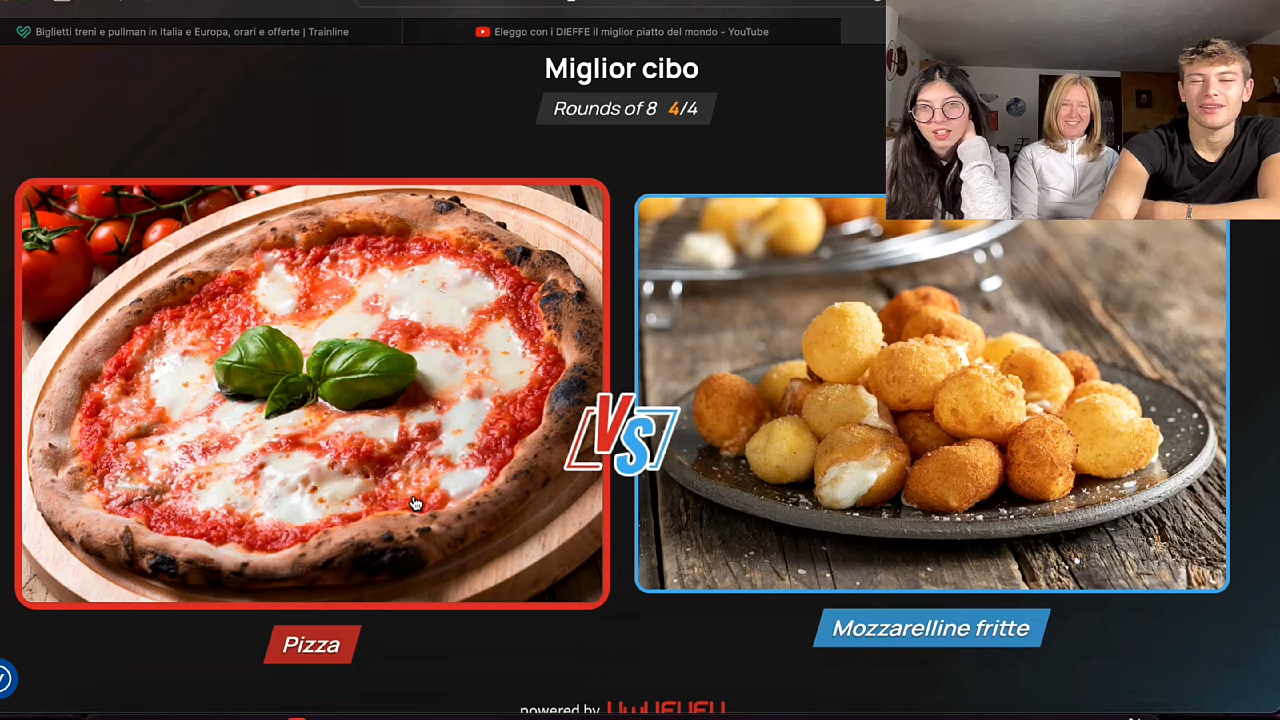 Biglietti treni e pullman in Italia e Europa, orari e offerte | Trainline
Eleggo con i DIEFFE il miglior piatto del mondo - YouTube
Miglior cibo
Rounds of 8 4/4
VS
Pizza
Mozzarelline fritte
powered by